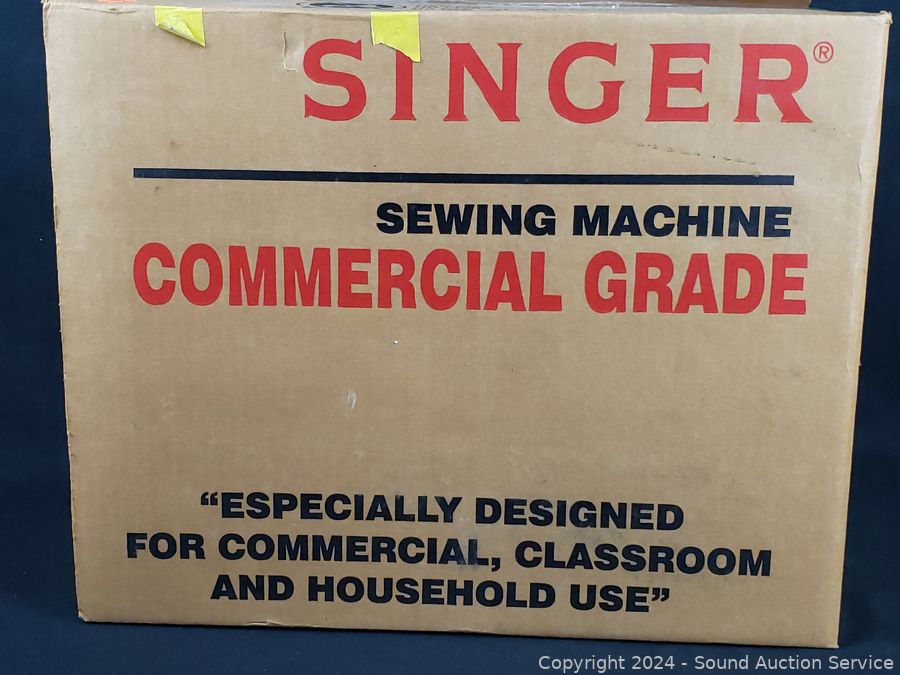 SINGER®
SEWING MACHINE
COMMERCIAL GRADE
“ESPECIALLY DESIGNED
FOR COMMERCIAL, CLASSROOM
AND HOUSEHOLD USE”
Copyright 2024 - Sound Auction Service